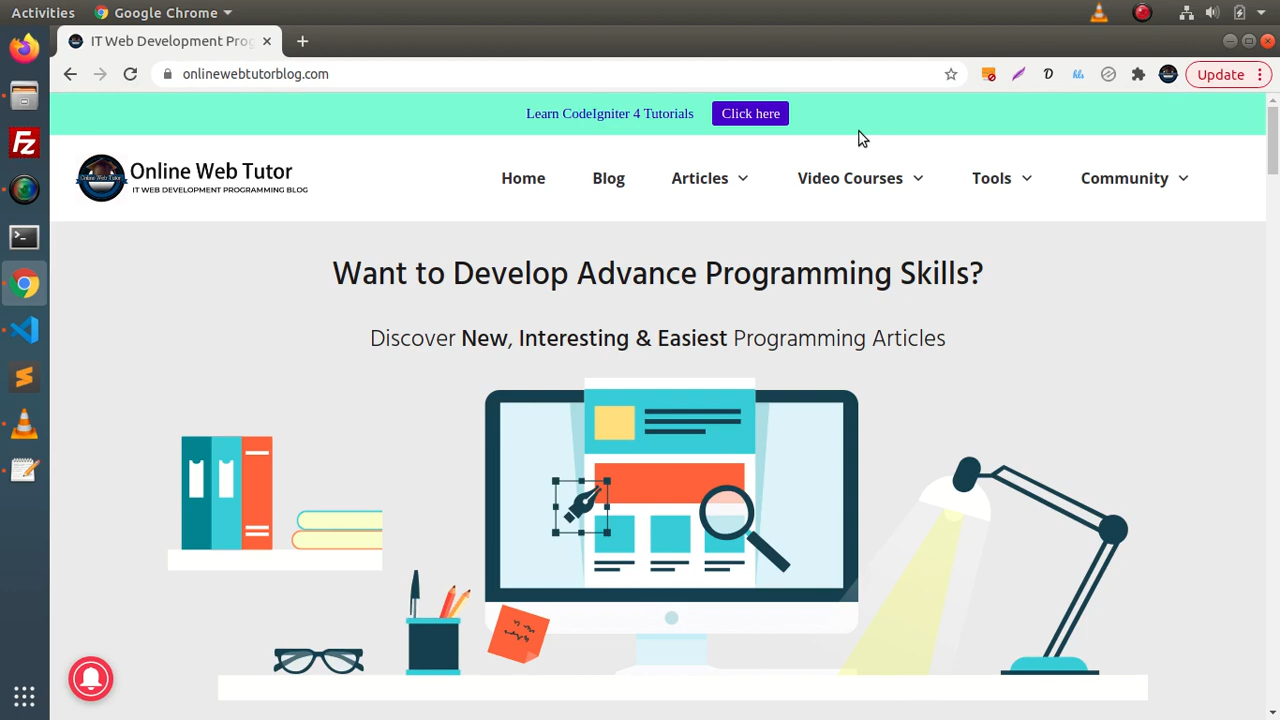 Activities Google Chrome
IT Web Development Prog
onlinewebtutorblog.com
Update
Learn CodeIgniter 4 Tutorials Click here
Online Web Tutor
IT WEB DEVELOPMENT PROGRAMMING BLOG
Home Blog Articles Video Courses Tools Community
Want to Develop Advance Programming Skills?
Discover New, Interesting & Easiest Programming Articles